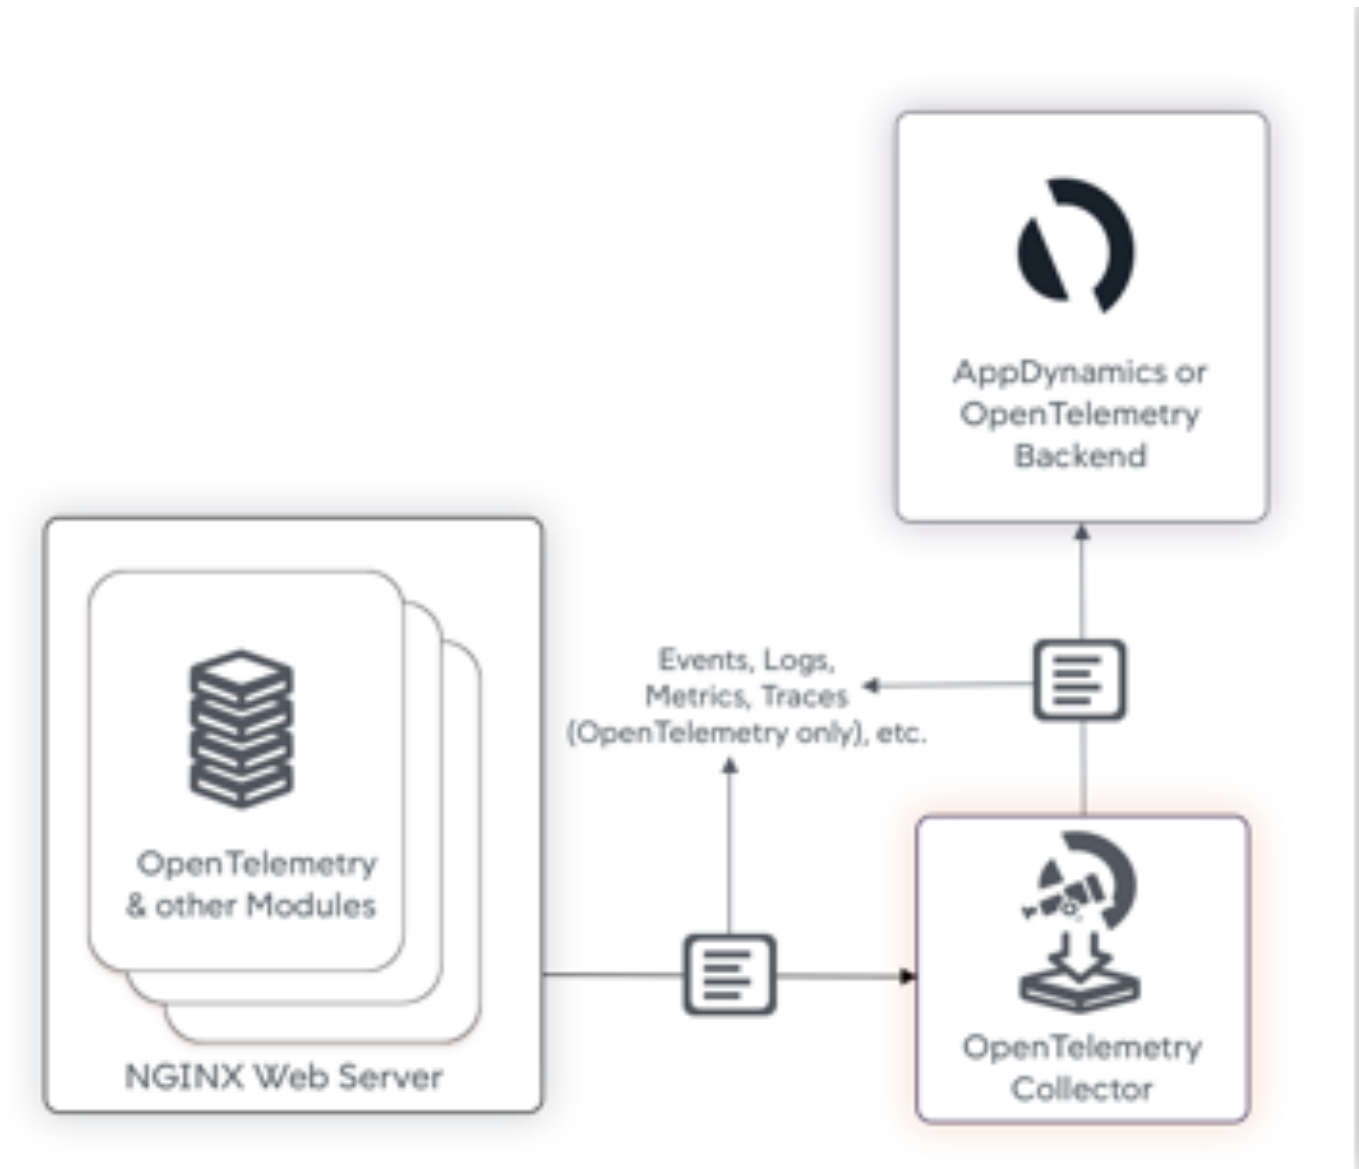 AppDynamics or
OpenTelemetry
Backend
Events, Logs,
Metrics, Traces
(OpenTelemetry only), etc.
OpenTelemetry
& other Modules
NGINX Web Server
OpenTelemetry
Collector